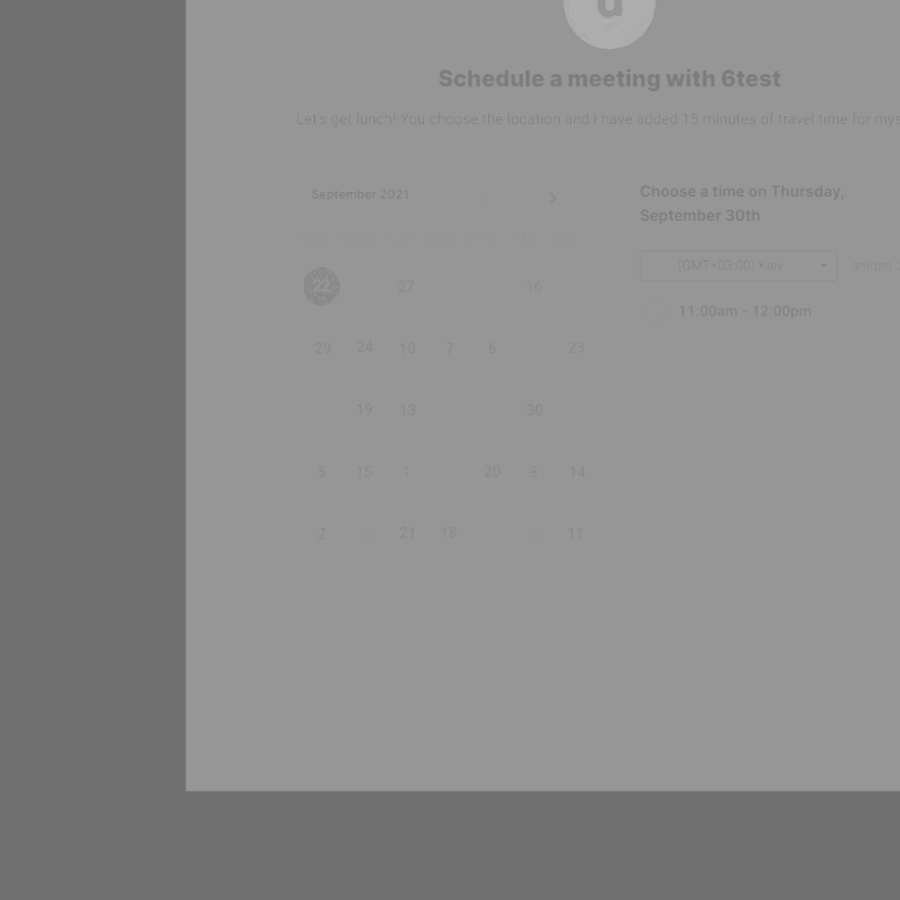 Schedule a meeting with 6test
Let's get lunch! You choose the location and I have added 15 minutes of travel time for mys
September 2021
Choose a time on Thursday,
September 30th
(GMT+03:00) Kiev
am/pm
11:00am - 12:00pm
22 27 16
29 24 10 7 6 23
19 13 30
5 15 1 20 8 14
2 21 18 11